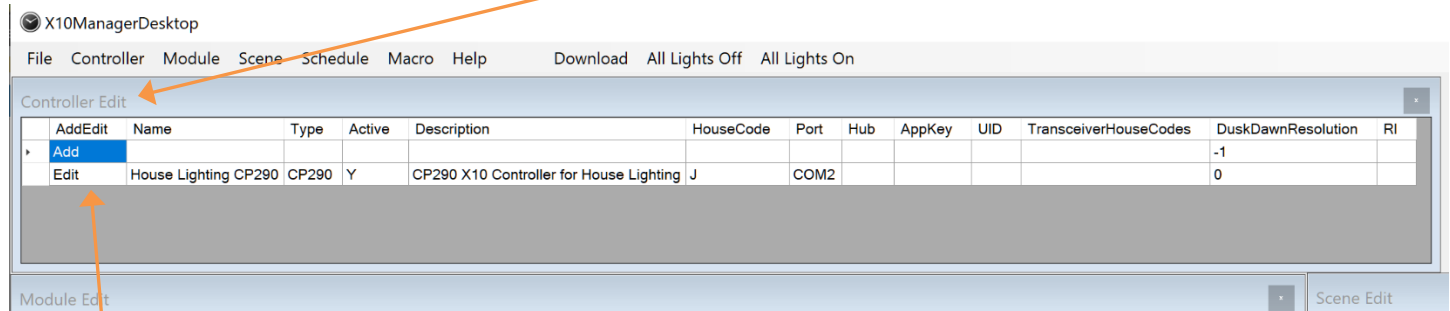 X10ManagerDesktop
File Controller Module Scene Schedule Macro Help Download All Lights Off All Lights On
Controller Edit x
AddEdit Name Type Active Description HouseCode Port Hub AppKey UID TransceiverHouseCodes DuskDawnResolution RI
Add -1
Edit House Lighting CP290 CP290 Y CP290 X10 Controller for House Lighting J COM2 0
Module Edit x Scene Edit